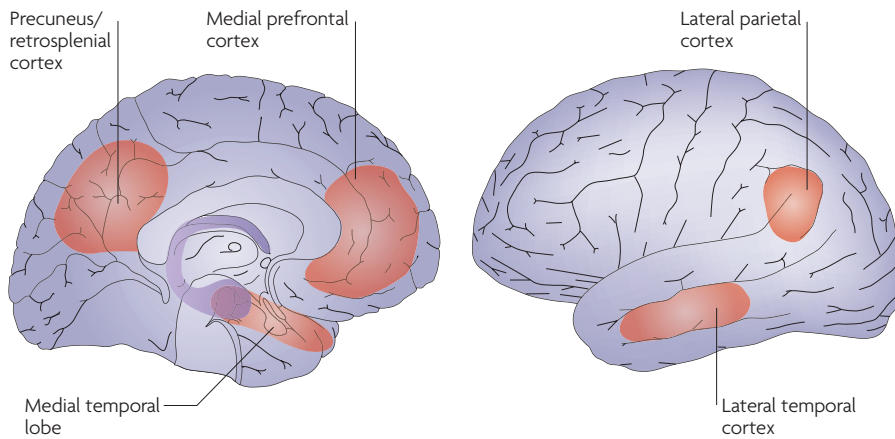 Precuneus/
retrosplenial
cortex
Medial prefrontal
cortex
Lateral parietal
cortex
Medial temporal
lobe
Lateral temporal
cortex